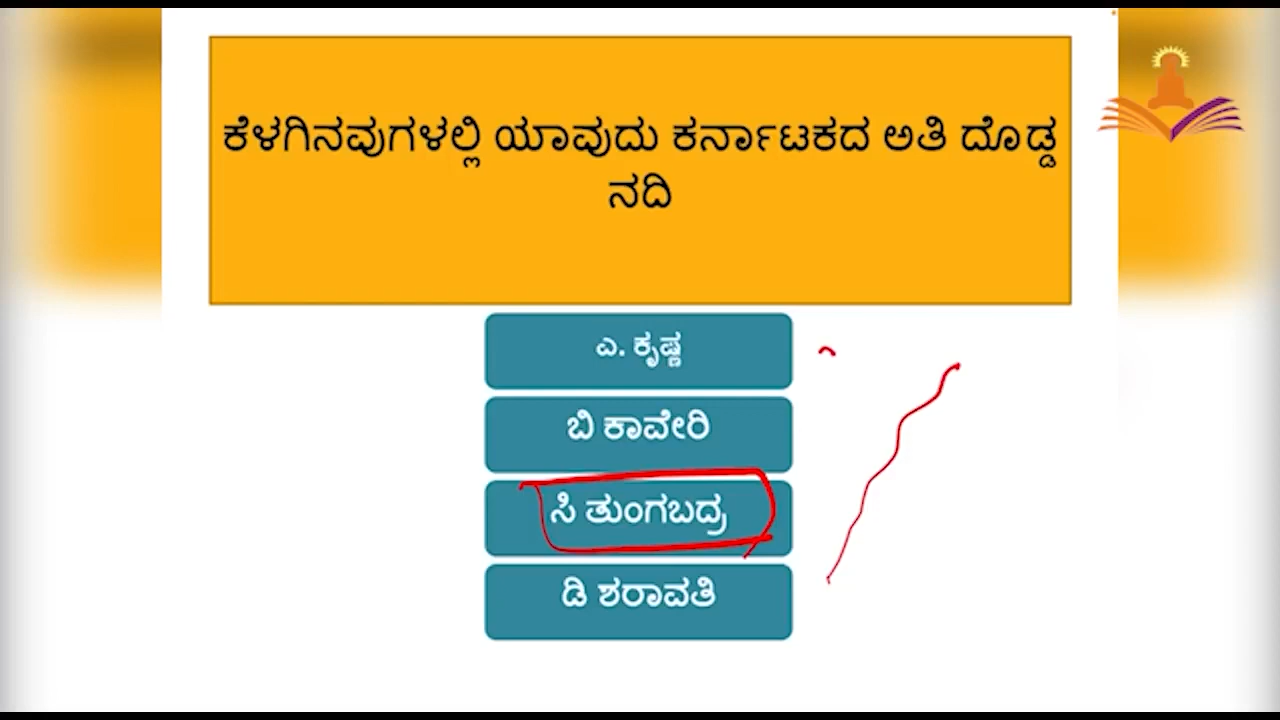 ಕೆಳಗಿನವುಗಳಲ್ಲಿ ಯಾವುದು ಕರ್ನಾಟಕದ ಅತಿ ದೊಡ್ಡ
ನದಿ
ಎ. ಕೃಷ್ಣ
ಬಿ ಕಾವೇರಿ
ಸಿ ತುಂಗಬದ್ರ
ಡಿ ಶರಾವತಿ